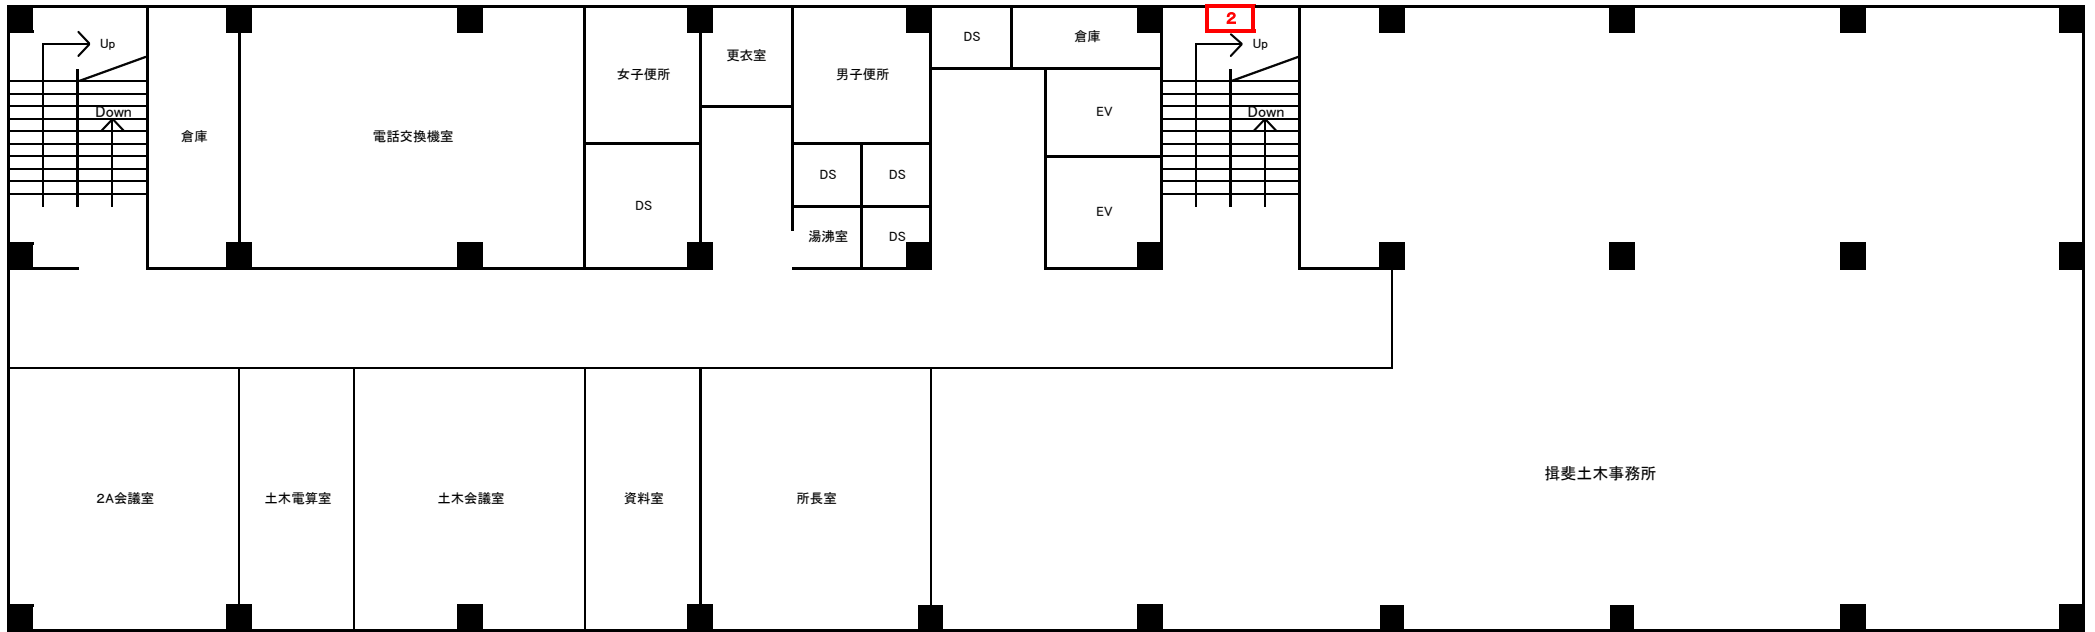 2
Up
Up
DS
倉庫
更衣室
女子便所
男子便所
Down
EV
Down
倉庫
電話交換機室
DS
DS
DS
EV
湯沸室
DS
揖斐土木事務所
2A会議室
土木電算室
土木会議室
資料室
所長室